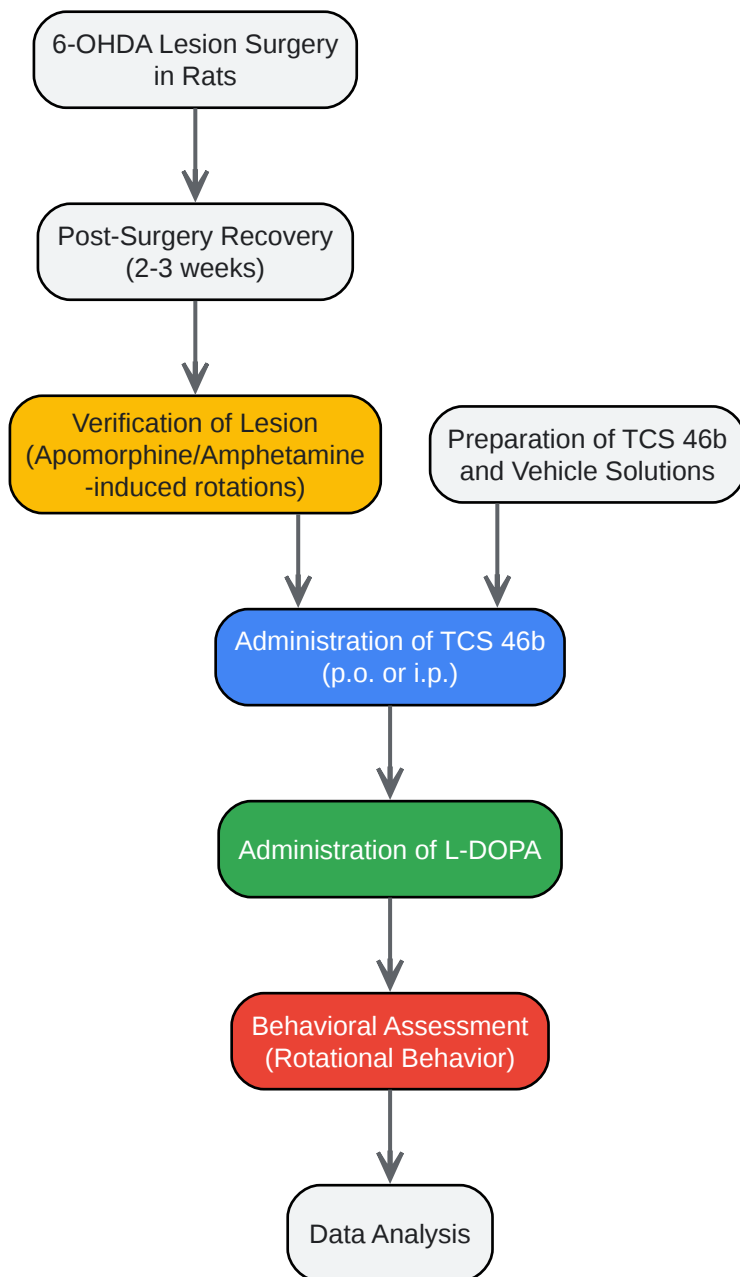 6-OHDA Lesion Surgery
in Rats
Post-Surgery Recovery
(2-3 weeks)
Verification of Lesion
(Apomorphine/Amphetamine
-induced rotations)
Preparation of TCS 46b
and Vehicle Solutions
Administration of TCS 46b
(p.o. or i.p.)
Administration of L-DOPA
Behavioral Assessment
(Rotational Behavior)
Data Analysis